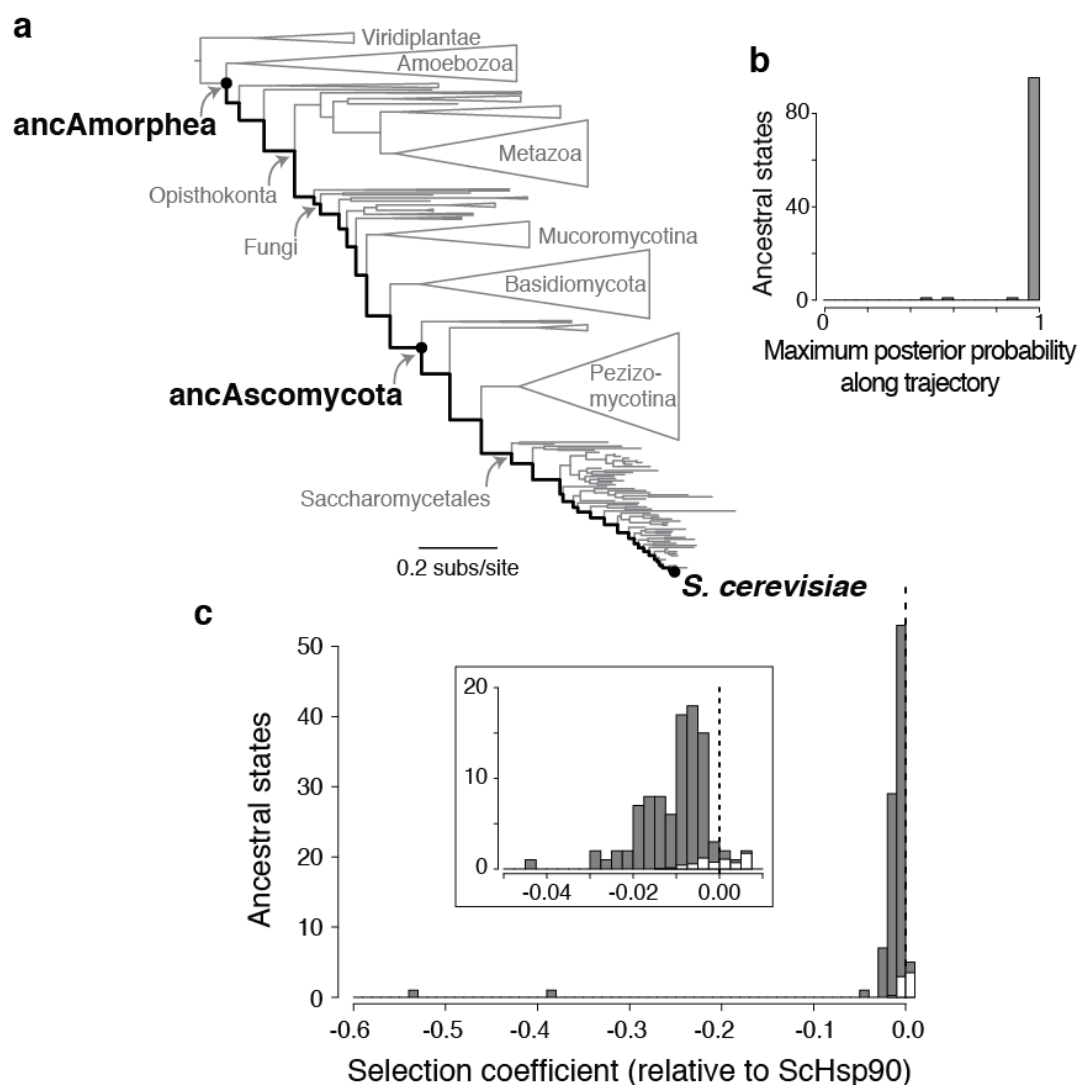 a
Viridiplantae
Amoebozoa
ancAmorphea
Metazoa
Opisthokonta
Fungi
Mucoromycotina
Basidiomycota
ancAscomycota
Pezizo-
mycotina
Saccharomycetales
0.2 subs/site
S. cerevisiae
b
Ancestral states
80
40
0
0
1
Maximum posterior probability
along trajectory
c
Ancestral states
50
40
30
20
10
0
20
10
0
-0.04
-0.02
0.00
-0.6
-0.5
-0.4
-0.3
-0.2
-0.1
0.0
Selection coefficient (relative to ScHsp90)